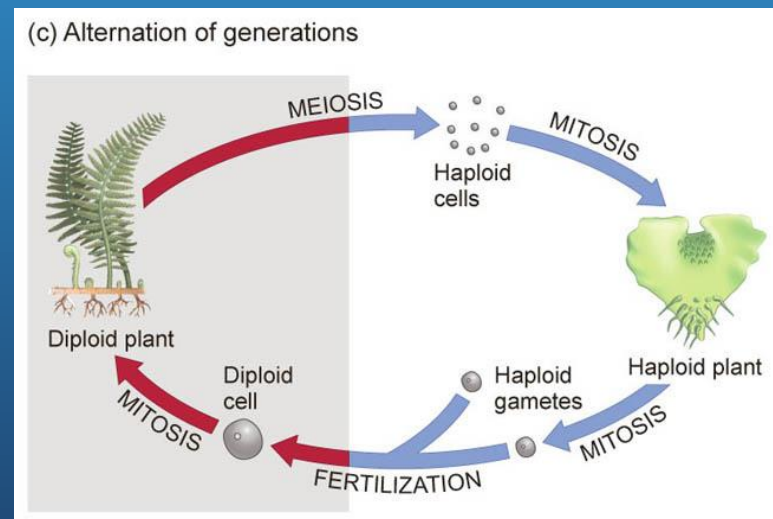 (c) Alternation of generations
MEIOSIS
MITOSIS
Haploid
cells
Diploid plant
Haploid plant
Diploid
cell
Haploid
gametes
MITOSIS
MITOSIS
FERTILIZATION